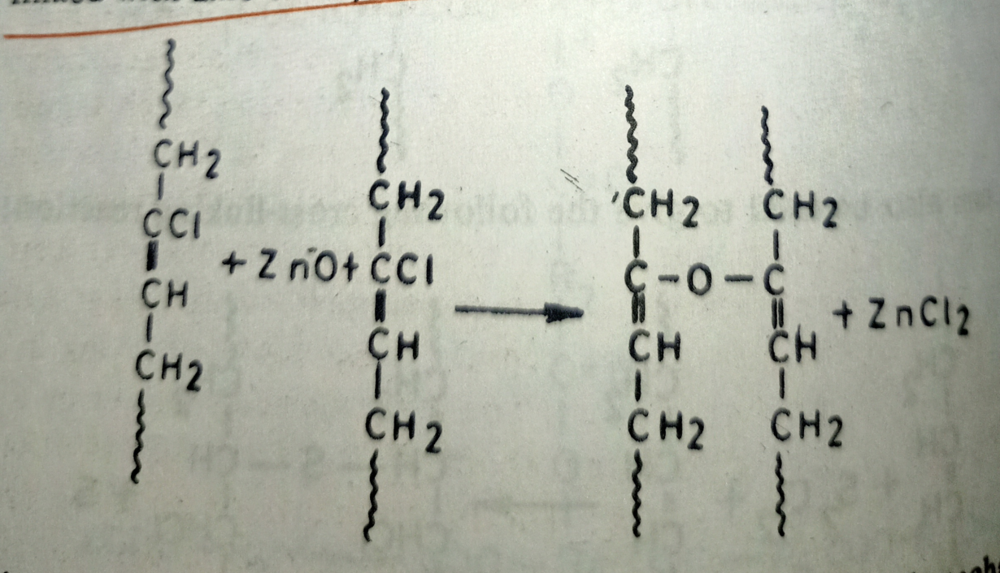 CH2 CH2 'CH2 CH2
CCl + ZnO + CCl C-O-C + ZnCl2
CH CH CH CH
CH2 CH2 CH2 CH2